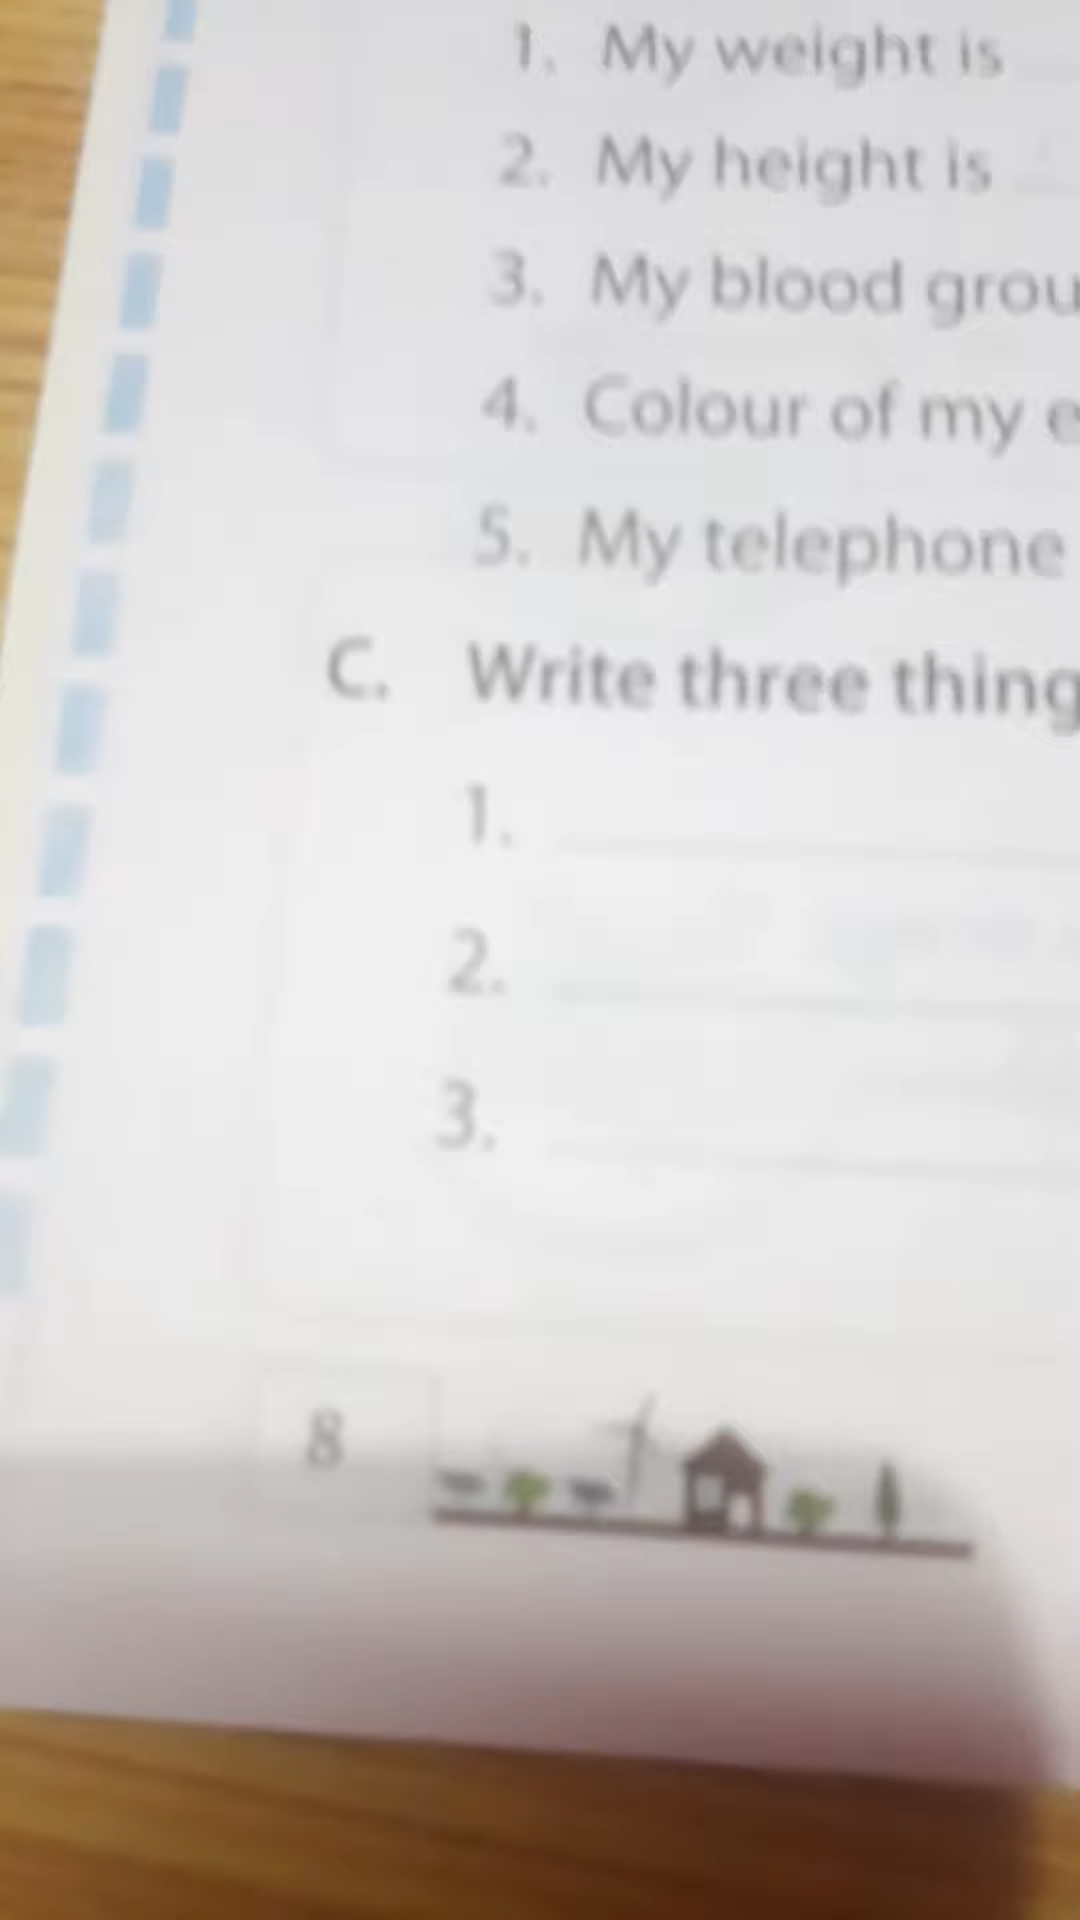 1. My weight is
2. My height is
3. My blood grou
4. Colour of my e
5. My telephone
C. Write three thing
1.
2.
3.
8